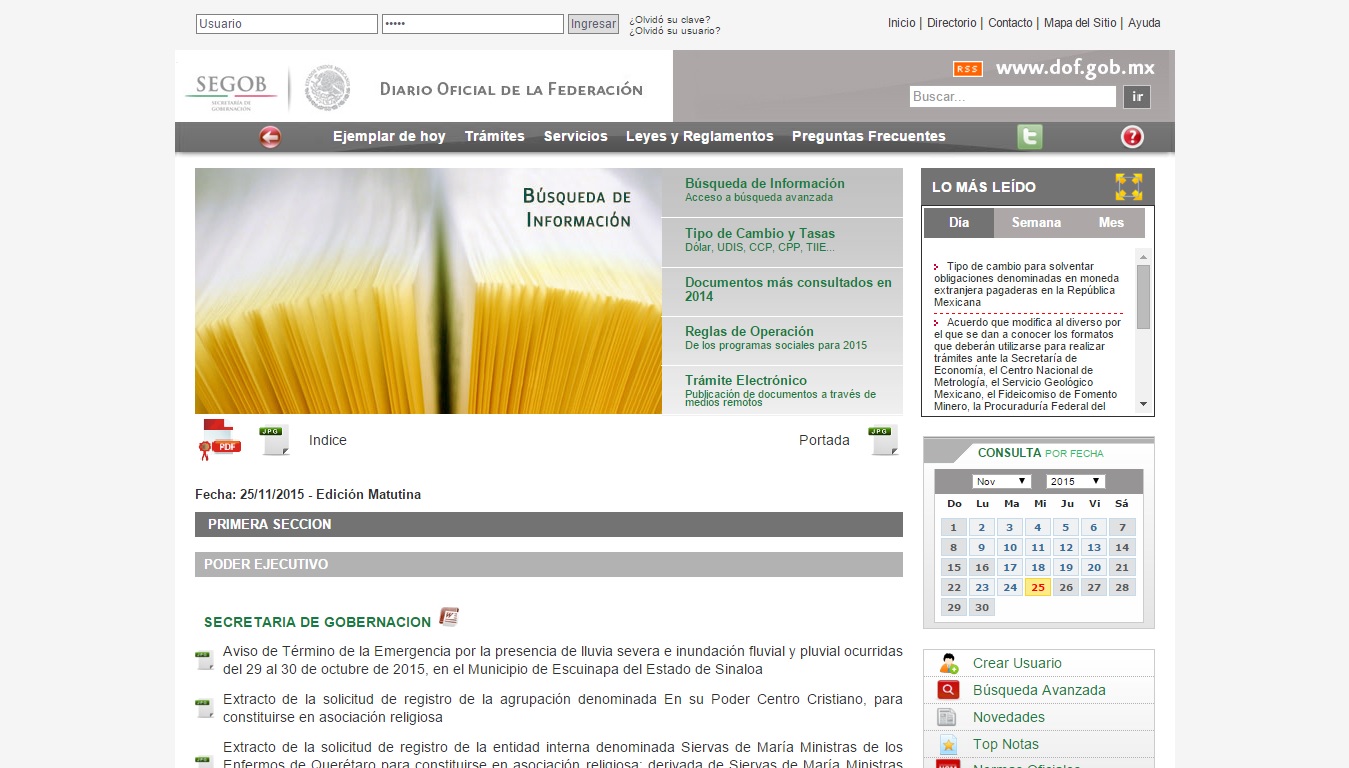 Usuario
•••••
Ingresar
¿Olvidó su clave?
¿Olvidó su usuario?
Inicio | Directorio | Contacto | Mapa del Sitio | Ayuda
SEGOB
SECRETARÍA DE
GOBERNACIÓN
DIARIO OFICIAL DE LA FEDERACIÓN
RSS
www.dof.gob.mx
Buscar...
ir
Ejemplar de hoy Trámites Servicios Leyes y Reglamentos Preguntas Frecuentes
BÚSQUEDA DE
INFORMACIÓN
Búsqueda de Información
Acceso a búsqueda avanzada
Tipo de Cambio y Tasas
Dólar, UDIS, CCP, CPP, TIIE...
Documentos más consultados en
2014
Reglas de Operación
De los programas sociales para 2015
Trámite Electrónico
Publicación de documentos a través de
medios remotos
LO MÁS LEÍDO
Día Semana Mes
Tipo de cambio para solventar
obligaciones denominadas en moneda
extranjera pagaderas en la República
Mexicana
Acuerdo que modifica al diverso por
el que se dan a conocer los formatos
que deberán utilizarse para realizar
trámites ante la Secretaría de
Economía, el Centro Nacional de
Metrología, el Servicio Geológico
Mexicano, el Fideicomiso de Fomento
Minero, la Procuraduría Federal del
PDF
JPG
Indice
Portada
JPG
Fecha: 25/11/2015 - Edición Matutina
PRIMERA SECCION
PODER EJECUTIVO
SECRETARIA DE GOBERNACION
JPG
Aviso de Término de la Emergencia por la presencia de lluvia severa e inundación fluvial y pluvial ocurridas
del 29 al 30 de octubre de 2015, en el Municipio de Escuinapa del Estado de Sinaloa
JPG
Extracto de la solicitud de registro de la agrupación denominada En su Poder Centro Cristiano, para
constituirse en asociación religiosa
JPG
Extracto de la solicitud de registro de la entidad interna denominada Siervas de María Ministras de los
Enfermos de Querétaro para constituirse en asociación religiosa; derivada de Siervas de María Ministras
CONSULTA POR FECHA
Nov 2015
Do Lu Ma Mi Ju Vi Sá
1 2 3 4 5 6 7
8 9 10 11 12 13 14
15 16 17 18 19 20 21
22 23 24 25 26 27 28
29 30
Crear Usuario
Búsqueda Avanzada
Novedades
Top Notas
Normas Oficiales